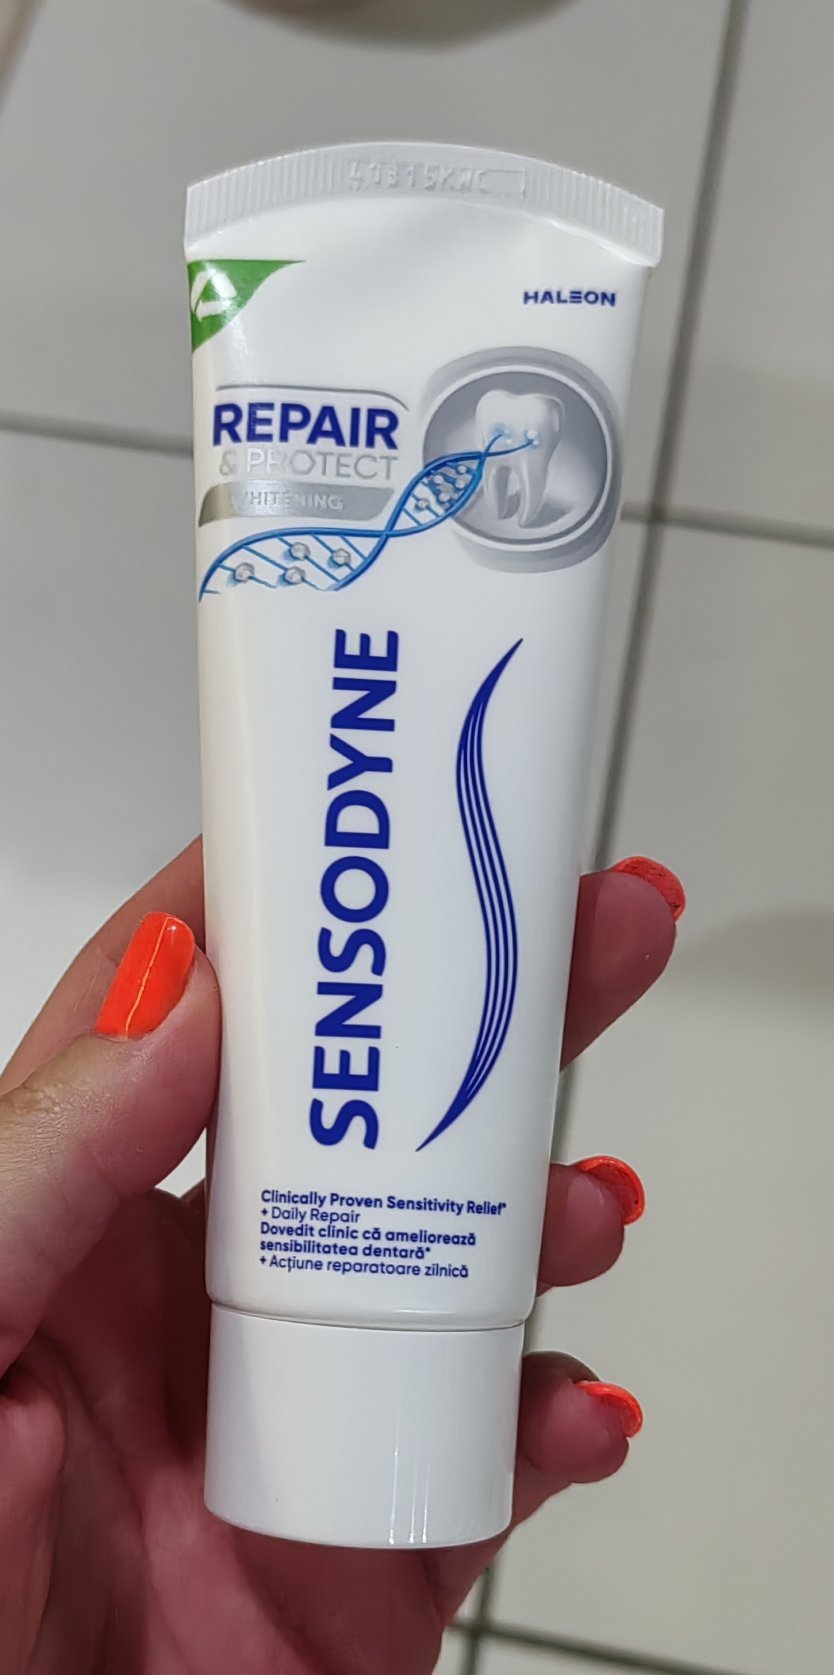 HALEON
REPAIR
& PROTECT
WHITENING
SENSODYNE
Clinically Proven Sensitivity Relief*
+ Daily Repair
Dovedit clinic că ameliorează
sensibilitatea dentară*
+ Acțiune reparatoare zilnică